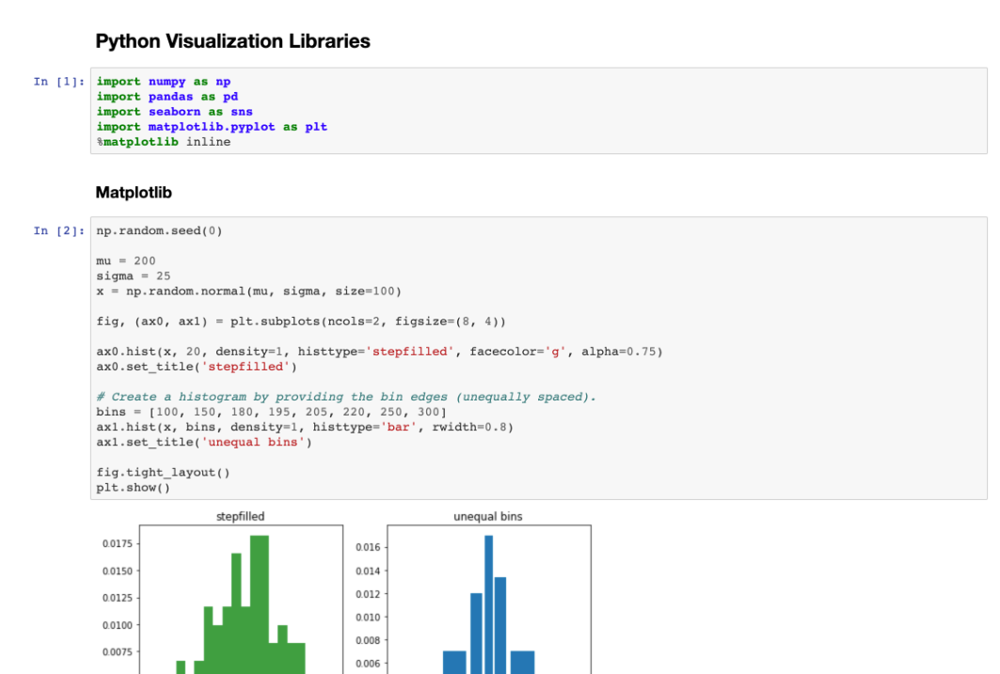 Python Visualization Libraries
In [1]: import numpy as np
import pandas as pd
import seaborn as sns
import matplotlib.pyplot as plt
%matplotlib inline
Matplotlib
In [2]: np.random.seed(0)
mu = 200
sigma = 25
x = np.random.normal(mu, sigma, size=100)
fig, (ax0, ax1) = plt.subplots(ncols=2, figsize=(8, 4))
ax0.hist(x, 20, density=1, histtype='stepfilled', facecolor='g', alpha=0.75)
ax0.set_title('stepfilled')
# Create a histogram by providing the bin edges (unequally spaced).
bins = [100, 150, 180, 195, 205, 220, 250, 300]
ax1.hist(x, bins, density=1, histtype='bar', rwidth=0.8)
ax1.set_title('unequal bins')
fig.tight_layout()
plt.show()
stepfilled
0.0175
0.0150
0.0125
0.0100
0.0075
unequal bins
0.016
0.014
0.012
0.010
0.008
0.006